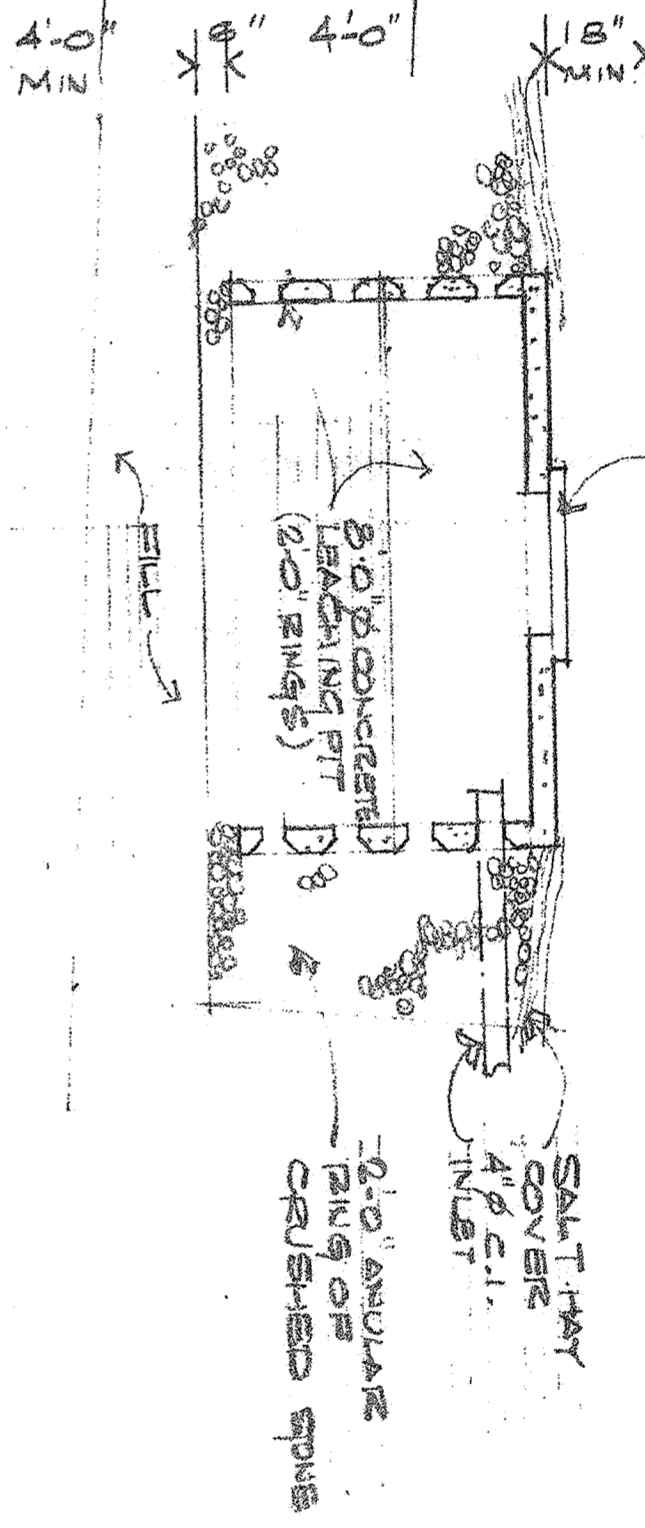 4'-0"
MIN
4'-0"
18"
MIN.
FILL
8'-0" Ø CONCRETE
LEACHING PIT
(2'-0" RINGS)
SALT HAY
COVER
4" Ø C.I.
INLET
2'-0" ANULAR
RING OF
CRUSHED STONE